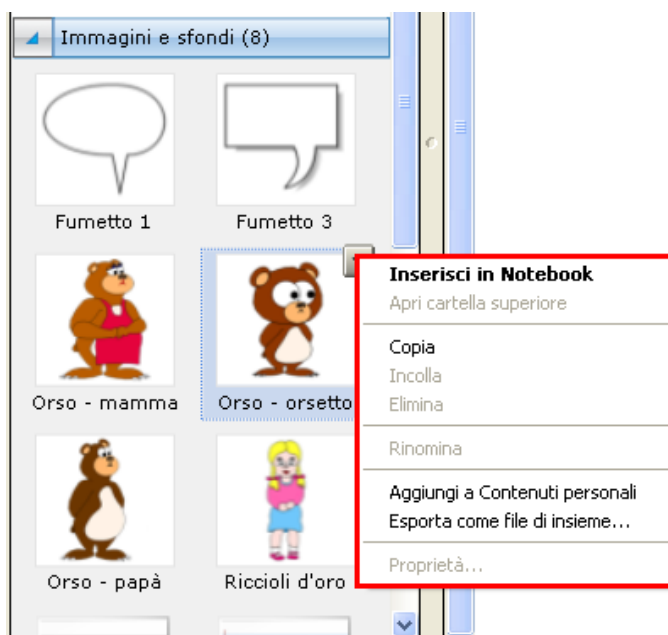 Immagini e sfondi (8)
Fumetto 1
Fumetto 3
Orso - mamma
Orso - orsetto
Orso - papà
Riccioli d'oro
Inserisci in Notebook
Apri cartella superiore
Copia
Incolla
Elimina
Rinomina
Aggiungi a Contenuti personali
Esporta come file di insieme...
Proprietà...